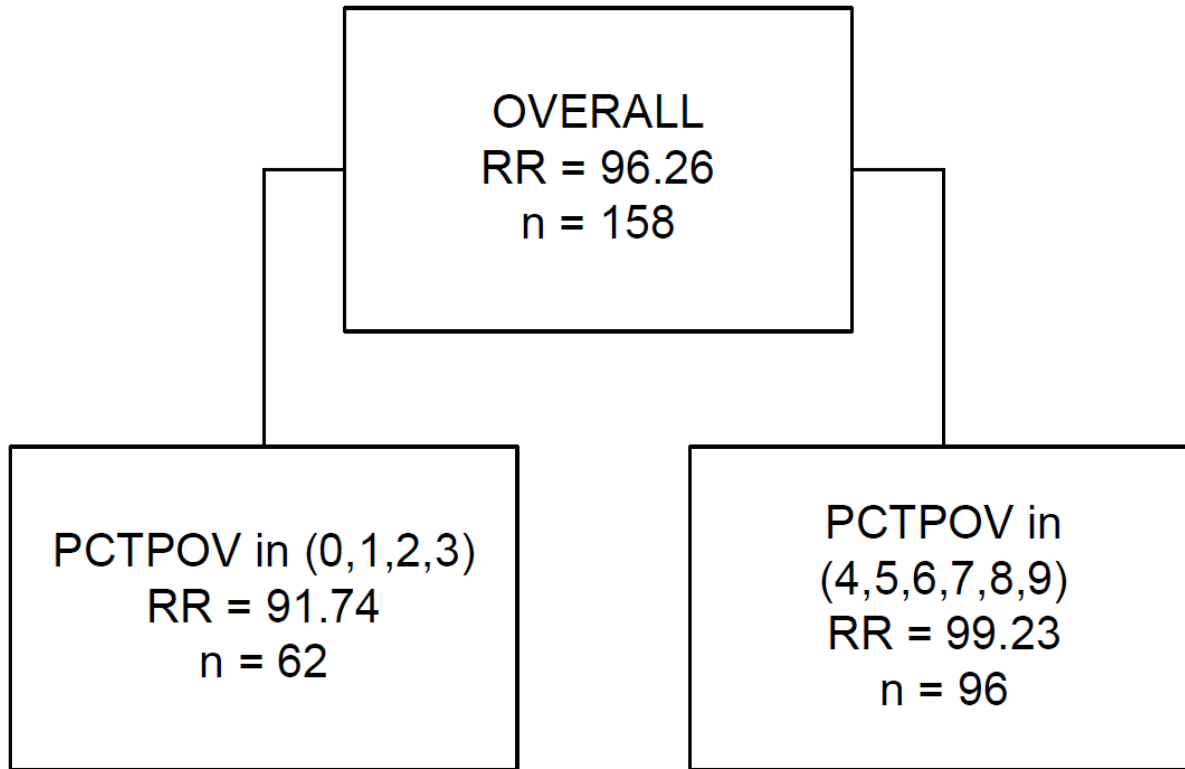 OVERALL
RR = 96.26
n = 158
PCTPOV in (0,1,2,3)
RR = 91.74
n = 62
PCTPOV in
(4,5,6,7,8,9)
RR = 99.23
n = 96